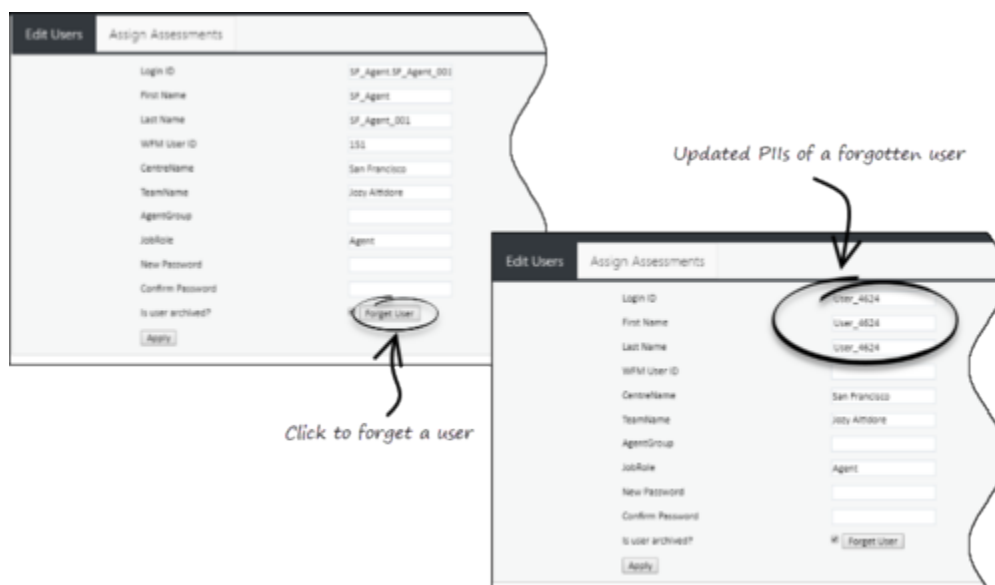 Edit Users Assign Assessments
Login ID SF_Agent.SF_Agent_001
First Name SF_Agent
Last Name SF_Agent_001
WFM User ID 151
CentreName San Francisco
TeamName Jozy Altidore
AgentGroup
JobRole Agent
New Password
Confirm Password
Is user archived? Forget User
Apply
Click to forget a user
Updated PIIs of a forgotten user
Edit Users Assign Assessments
Login ID User_4624
First Name User_4624
Last Name User_4624
WFM User ID
CentreName San Francisco
TeamName Jozy Altidore
AgentGroup
JobRole Agent
New Password
Confirm Password
Is user archived? Forget User
Apply